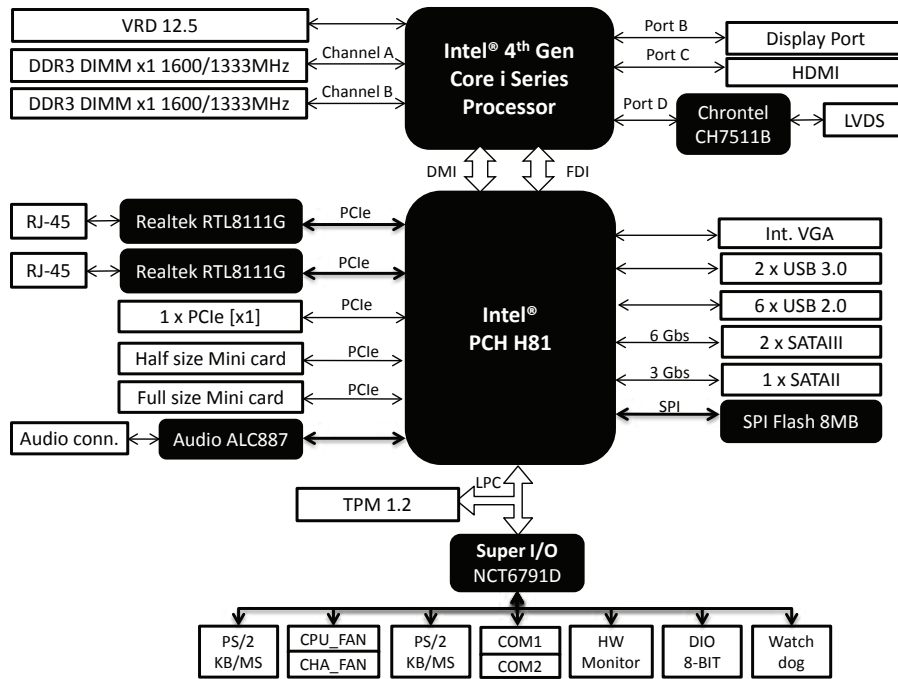 VRD 12.5
DDR3 DIMM x1 1600/1333MHz
Channel A
DDR3 DIMM x1 1600/1333MHz
Channel B
Intel® 4th Gen
Core i Series
Processor
Port B
Display Port
Port C
HDMI
Port D
Chrontel
CH7511B
LVDS
DMI
FDI
RJ-45
Realtek RTL8111G
PCIe
RJ-45
Realtek RTL8111G
PCIe
1 x PCIe [x1]
PCIe
Half size Mini card
PCIe
Full size Mini card
PCIe
Audio conn.
Audio ALC887
Intel®
PCH H81
Int. VGA
2 x USB 3.0
6 x USB 2.0
6 Gbs
2 x SATAIII
3 Gbs
1 x SATAII
SPI
SPI Flash 8MB
LPC
TPM 1.2
Super I/O
NCT6791D
PS/2
KB/MS
CPU_FAN
CHA_FAN
PS/2
KB/MS
COM1
COM2
HW
Monitor
DIO
8-BIT
Watch
dog